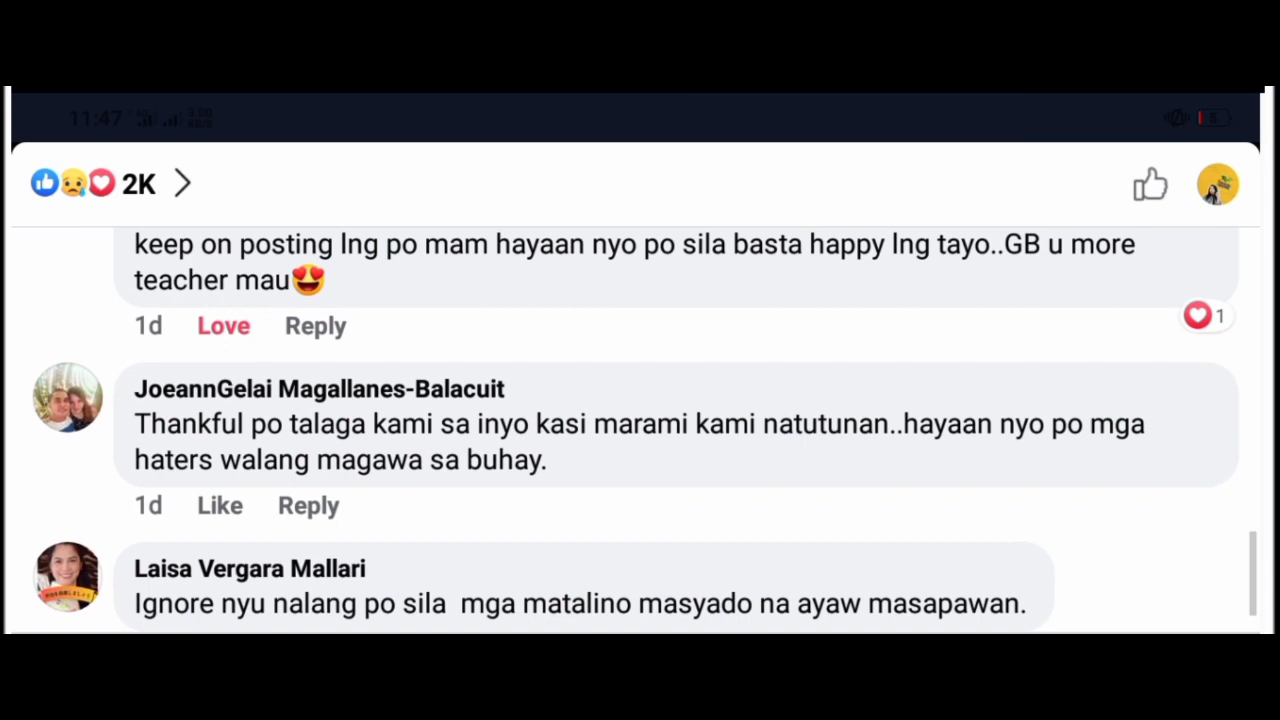 11:47
2K
keep on posting lng po mam hayaan nyo po sila basta happy lng tayo..GB u more
teacher mau😍
1d Love Reply
1
JoeannGelai Magallanes-Balacuit
Thankful po talaga kami sa inyo kasi marami kami natutunan..hayaan nyo po mga
haters walang magawa sa buhay.
1d Like Reply
Laisa Vergara Mallari
Ignore nyu nalang po sila  mga matalino masyado na ayaw masapawan.